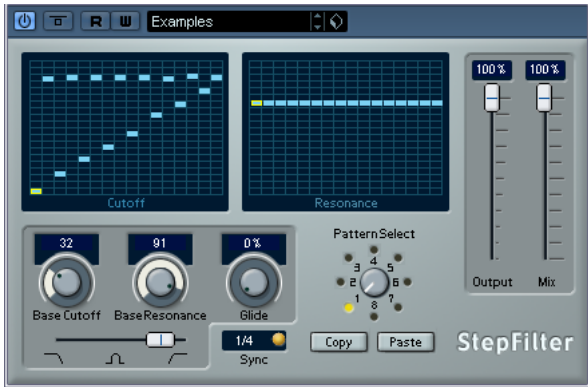 R W Examples
100% 100%
Cutoff Resonance
32 91 0%
Pattern Select
3 4 5
2 6
1 8 7
Base Cutoff Base Resonance Glide
Output Mix
1/4
Sync
Copy Paste
StepFilter